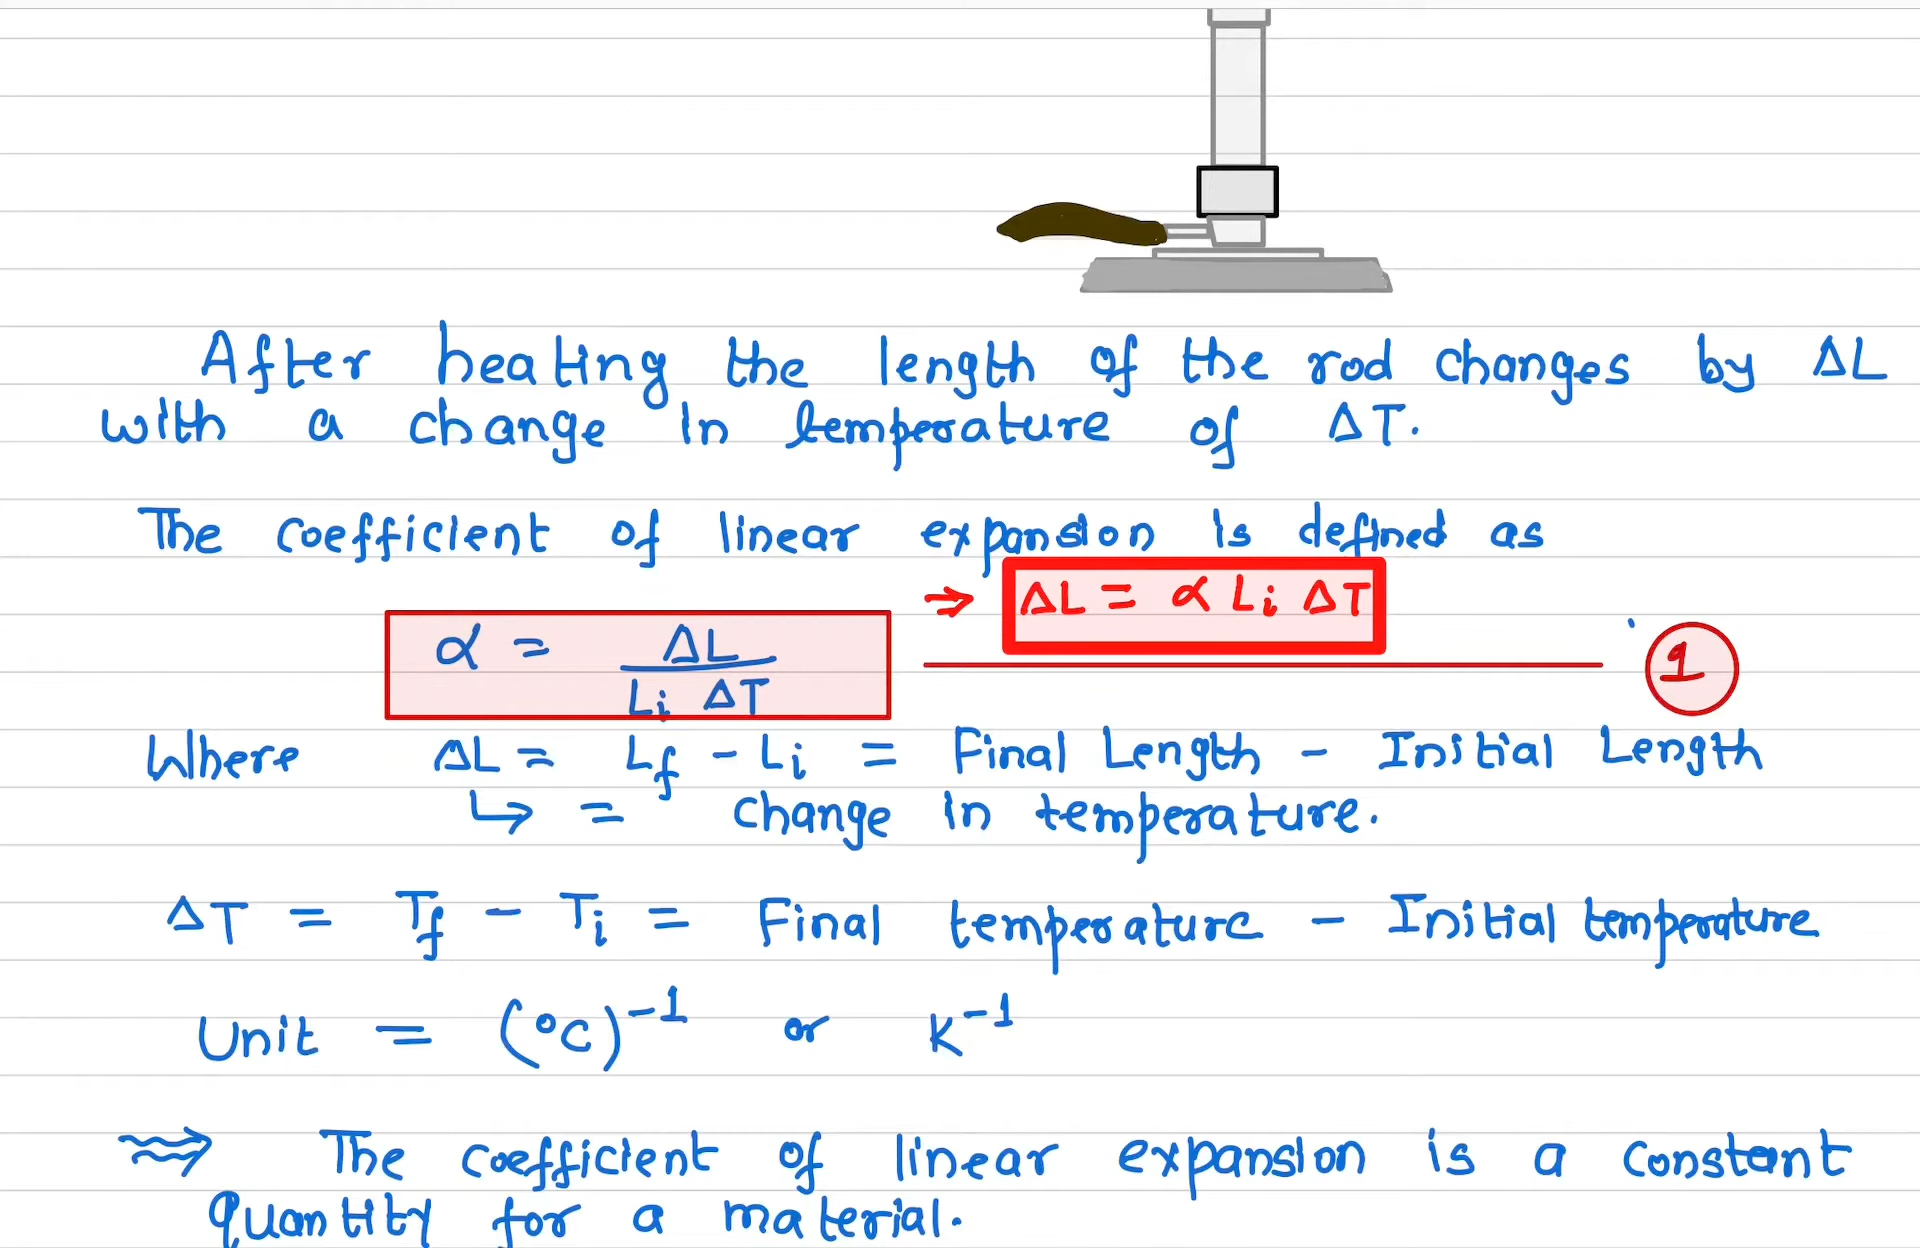 After heating the length of the rod changes by ΔL
with a change in temperature of ΔT.
The coefficient of linear expansion is defined as
⇒ ΔL = α Li ΔT
α = ΔL / Li ΔT
1
Where ΔL = Lf - Li = Final Length - Initial Length
↳ = change in temperature.
ΔT = Tf - Ti = Final temperature - Initial temperature
Unit = (°C)⁻¹ or K⁻¹
The coefficient of linear expansion is a constant
quantity for a material.